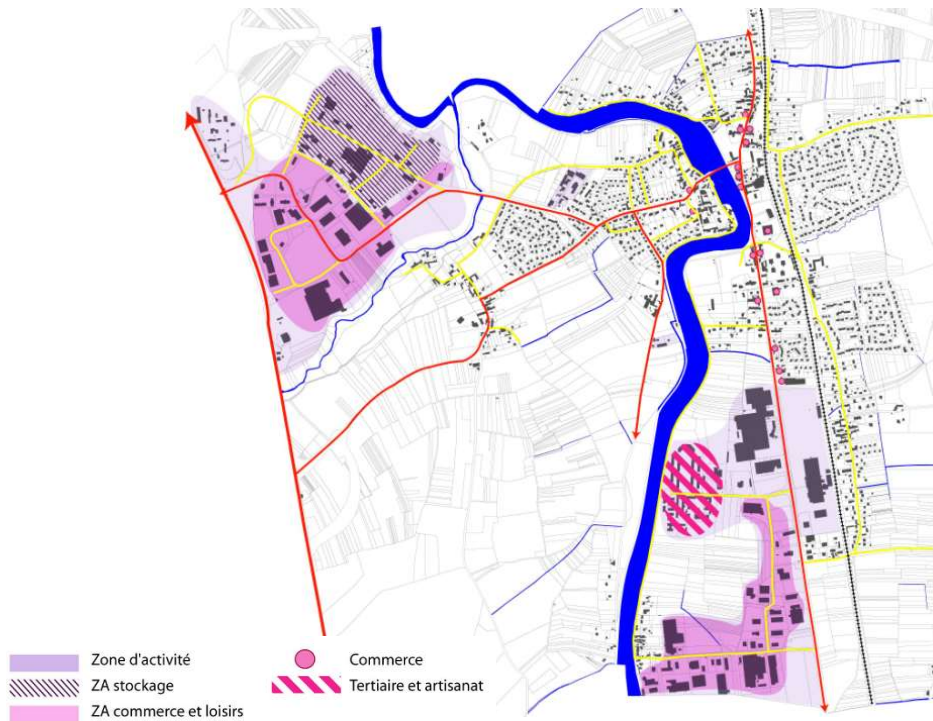 Zone d'activité
ZA stockage
ZA commerce et loisirs
Commerce
Tertiaire et artisanat